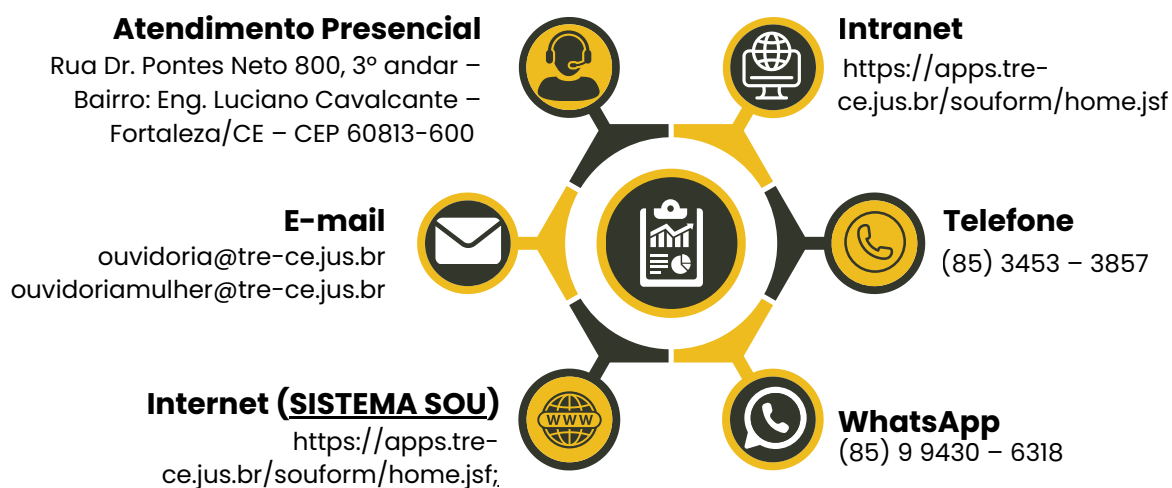 Atendimento Presencial
Rua Dr. Pontes Neto 800, 3º andar –
Bairro: Eng. Luciano Cavalcante –
Fortaleza/CE – CEP 60813-600
Intranet
https://apps.tre-
ce.jus.br/souform/home.jsf
E-mail
ouvidoria@tre-ce.jus.br
ouvidoriamulher@tre-ce.jus.br
Telefone
(85) 3453 – 3857
Internet (SISTEMA SOU)
https://apps.tre-
ce.jus.br/souform/home.jsf;
WWW
WhatsApp
(85) 9 9430 – 6318